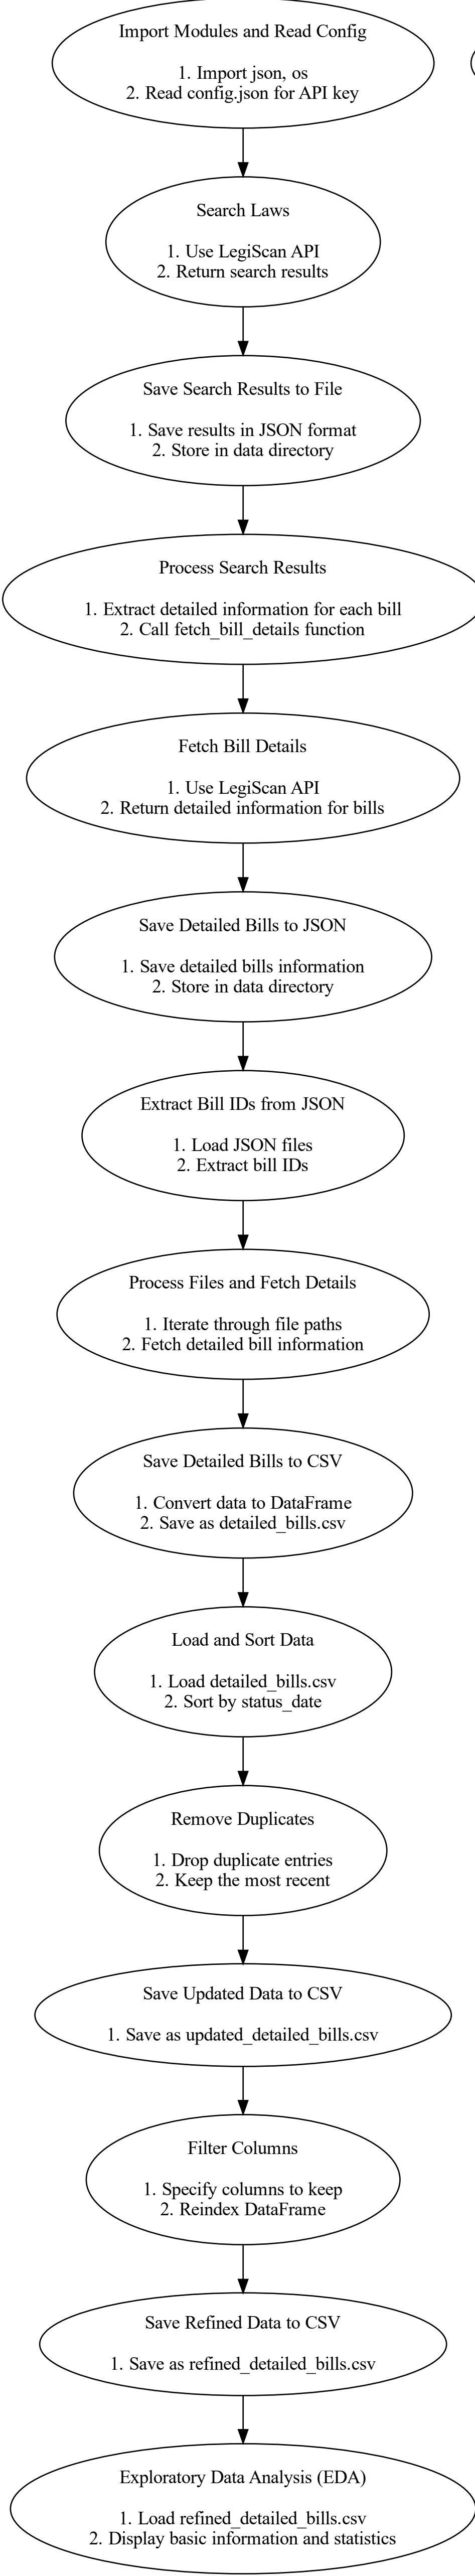 Import Modules and Read Config
1. Import json, os
2. Read config.json for API key
Search Laws
1. Use LegiScan API
2. Return search results
Save Search Results to File
1. Save results in JSON format
2. Store in data directory
Process Search Results
1. Extract detailed information for each bill
2. Call fetch_bill_details function
Fetch Bill Details
1. Use LegiScan API
2. Return detailed information for bills
Save Detailed Bills to JSON
1. Save detailed bills information
2. Store in data directory
Extract Bill IDs from JSON
1. Load JSON files
2. Extract bill IDs
Process Files and Fetch Details
1. Iterate through file paths
2. Fetch detailed bill information
Save Detailed Bills to CSV
1. Convert data to DataFrame
2. Save as detailed_bills.csv
Load and Sort Data
1. Load detailed_bills.csv
2. Sort by status_date
Remove Duplicates
1. Drop duplicate entries
2. Keep the most recent
Save Updated Data to CSV
1. Save as updated_detailed_bills.csv
Filter Columns
1. Specify columns to keep
2. Reindex DataFrame
Save Refined Data to CSV
1. Save as refined_detailed_bills.csv
Exploratory Data Analysis (EDA)
1. Load refined_detailed_bills.csv
2. Display basic information and statistics